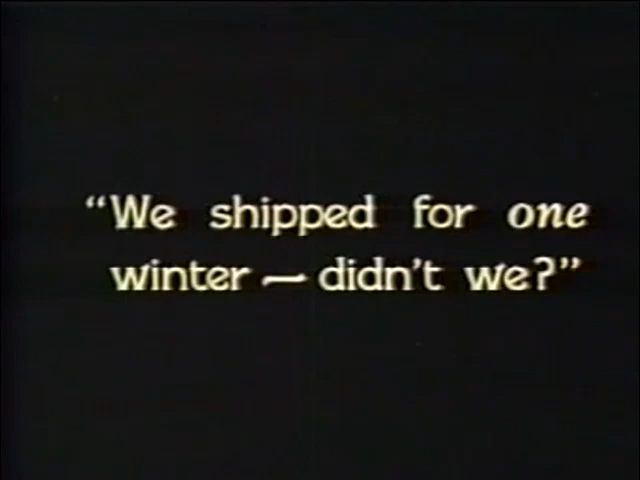 “We shipped for one
winter — didn't we?”